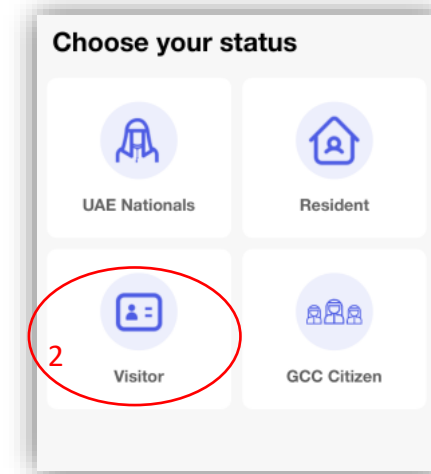 Choose your status
UAE Nationals
Resident
2
Visitor
GCC Citizen